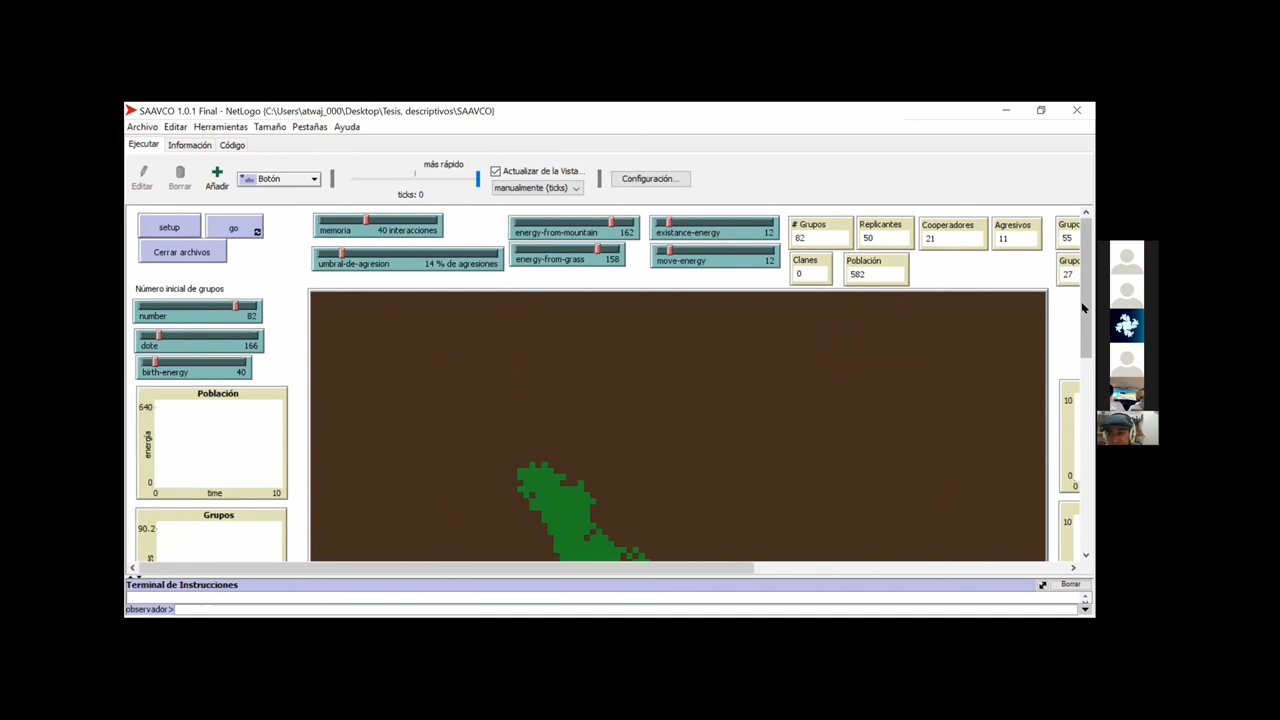 SAAVCO 1.0.1 Final - NetLogo {C:\Users\atwaj_000\Desktop\Tesis, descriptivos\SAAVCO}
Archivo Editar Herramientas Tamaño Pestañas Ayuda
Ejecutar Información Código
más rápido
Editar Borrar Añadir
abc Botón
ticks: 0
Actualizar de la Vista...
manualmente (ticks)
Configuración...
setup go
Cerrar archivos
memoria 40 interacciones
umbral-de-agresion 14 % de agresiones
energy-from-mountain 162
energy-from-grass 158
existance-energy 12
move-energy 12
# Grupos
82
Replicantes
50
Cooperadores
21
Agresivos
11
Grupo
55
Clanes
0
Población
582
Grupo
27
Número inicial de grupos
number 82
dote 166
birth-energy 40
Población
640
energía
0
0 time 10
Grupos
90.2
10
0
0
10
Terminal de Instrucciones
Borrar
observador>